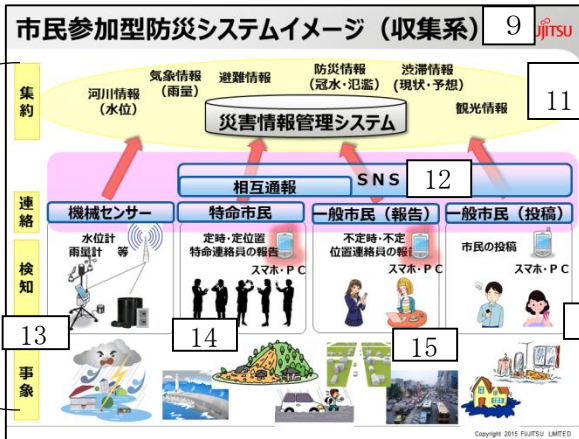 市民参加型防災システムイメージ（収集系）
9
FUJITSU
集約
河川情報
（水位）
気象情報
（雨量）
避難情報
防災情報
（冠水・氾濫）
渋滞情報
（現状・予想）
観光情報
11
災害情報管理システム
連絡
相互通報
SNS
12
機械センサー
特命市民
一般市民（報告）
一般市民（投稿）
検知
水位計
雨量計　等
定時・定位置
特命連絡員の報告
スマホ・PC
不定時・不定
位置連絡員の報告
スマホ・PC
市民の投稿
スマホ・PC
13
14
15
事象
Copyright 2015 FUJITSU LIMITED